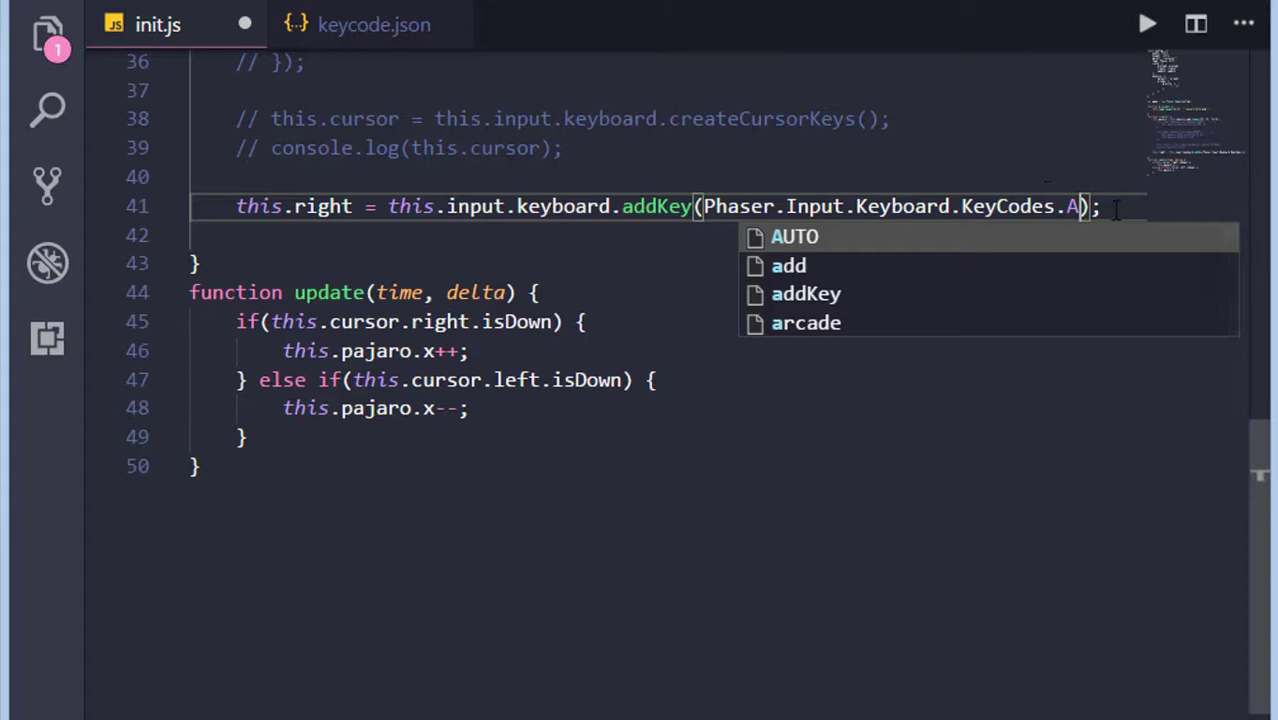 JS init.js
{··} keycode.json
1
36 // });
37
38 // this.cursor = this.input.keyboard.createCursorKeys();
39 // console.log(this.cursor);
40
41 this.right = this.input.keyboard.addKey(Phaser.Input.Keyboard.KeyCodes.A);
AUTO
add
addKey
arcade
42
43 }
44 function update(time, delta) {
45 if(this.cursor.right.isDown) {
46 this.pajaro.x++;
47 } else if(this.cursor.left.isDown) {
48 this.pajaro.x--;
49 }
50 }